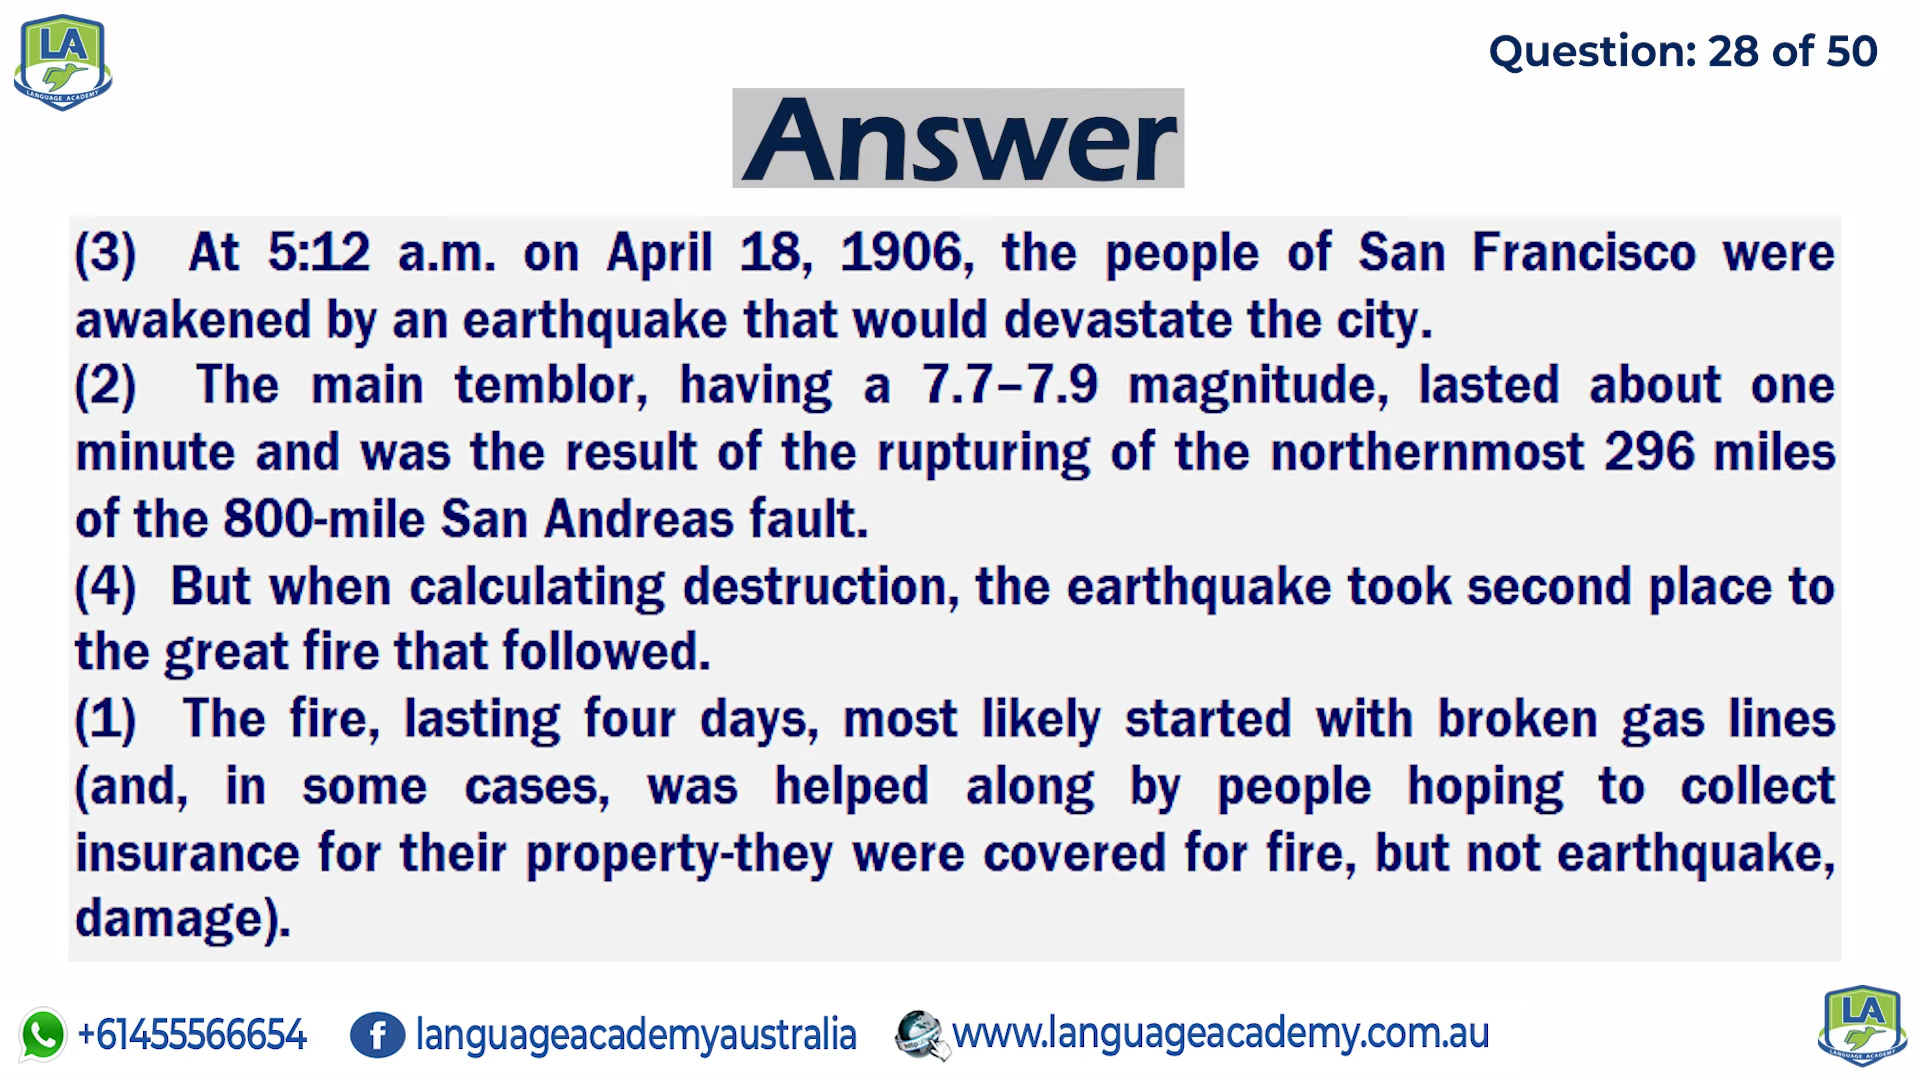 LA
LANGUAGE ACADEMY
Question: 28 of 50
Answer
(3) At 5:12 a.m. on April 18, 1906, the people of San Francisco were
awakened by an earthquake that would devastate the city.
(2) The main temblor, having a 7.7–7.9 magnitude, lasted about one
minute and was the result of the rupturing of the northernmost 296 miles
of the 800-mile San Andreas fault.
(4) But when calculating destruction, the earthquake took second place to
the great fire that followed.
(1) The fire, lasting four days, most likely started with broken gas lines
(and, in some cases, was helped along by people hoping to collect
insurance for their property-they were covered for fire, but not earthquake,
damage).
+61455566654
f languageacademyaustralia
http
www.languageacademy.com.au
LA
LANGUAGE ACADEMY